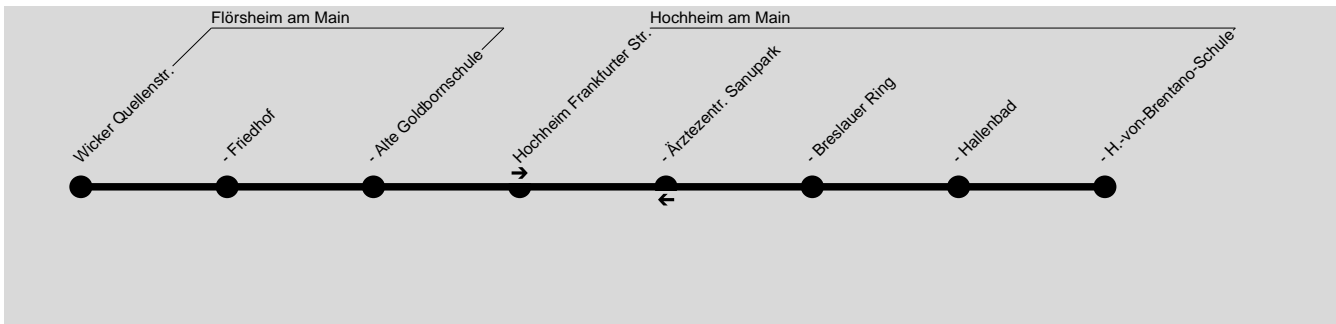 Flörsheim am Main
Hochheim am Main
Wicker Quellenstr.
- Friedhof
- Alte Goldbornschule
Hochheim Frankfurter Str.
- Ärztezentr. Sanupark
- Breslauer Ring
- Hallenbad
- H.-von-Brentano-Schule